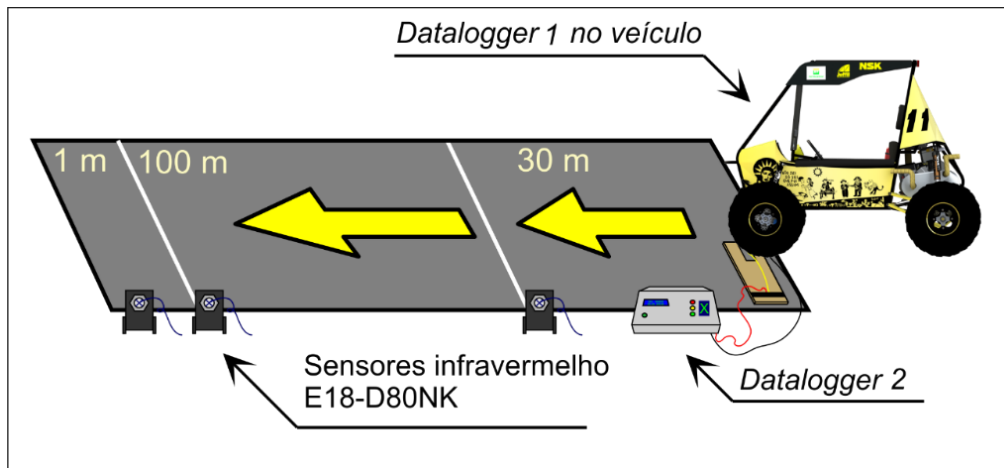 Datalogger 1 no veículo
NSK
11
1 m
100 m
30 m
Sensores infravermelho
E18-D80NK
Datalogger 2